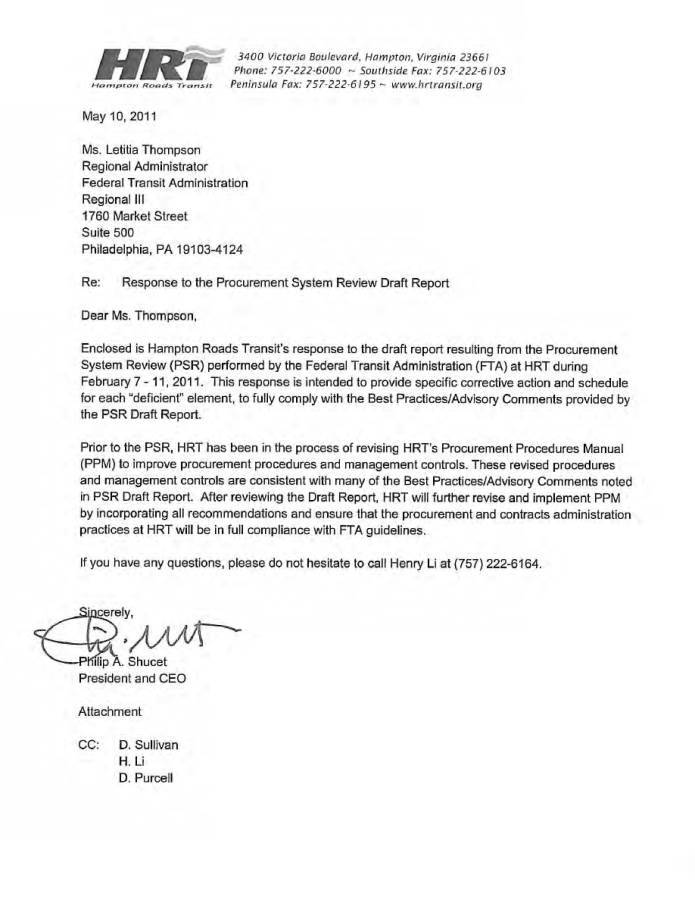 HRT
Hampton Roads Transit
3400 Victoria Boulevard, Hampton, Virginia 23661
Phone: 757-222-6000 ~ Southside Fax: 757-222-6103
Peninsula Fax: 757-222-6195 ~ www.hrtransit.org
May 10, 2011
Ms. Letitia Thompson
Regional Administrator
Federal Transit Administration
Regional III
1760 Market Street
Suite 500
Philadelphia, PA 19103-4124
Re: Response to the Procurement System Review Draft Report
Dear Ms. Thompson,
Enclosed is Hampton Roads Transit's response to the draft report resulting from the Procurement
System Review (PSR) performed by the Federal Transit Administration (FTA) at HRT during
February 7 - 11, 2011. This response is intended to provide specific corrective action and schedule
for each "deficient" element, to fully comply with the Best Practices/Advisory Comments provided by
the PSR Draft Report.
Prior to the PSR, HRT has been in the process of revising HRT's Procurement Procedures Manual
(PPM) to improve procurement procedures and management controls. These revised procedures
and management controls are consistent with many of the Best Practices/Advisory Comments noted
in PSR Draft Report. After reviewing the Draft Report, HRT will further revise and implement PPM
by incorporating all recommendations and ensure that the procurement and contracts administration
practices at HRT will be in full compliance with FTA guidelines.
If you have any questions, please do not hesitate to call Henry Li at (757) 222-6164.
Sincerely,
Philip A. Shucet
President and CEO
Attachment
CC: D. Sullivan
H. Li
D. Purcell